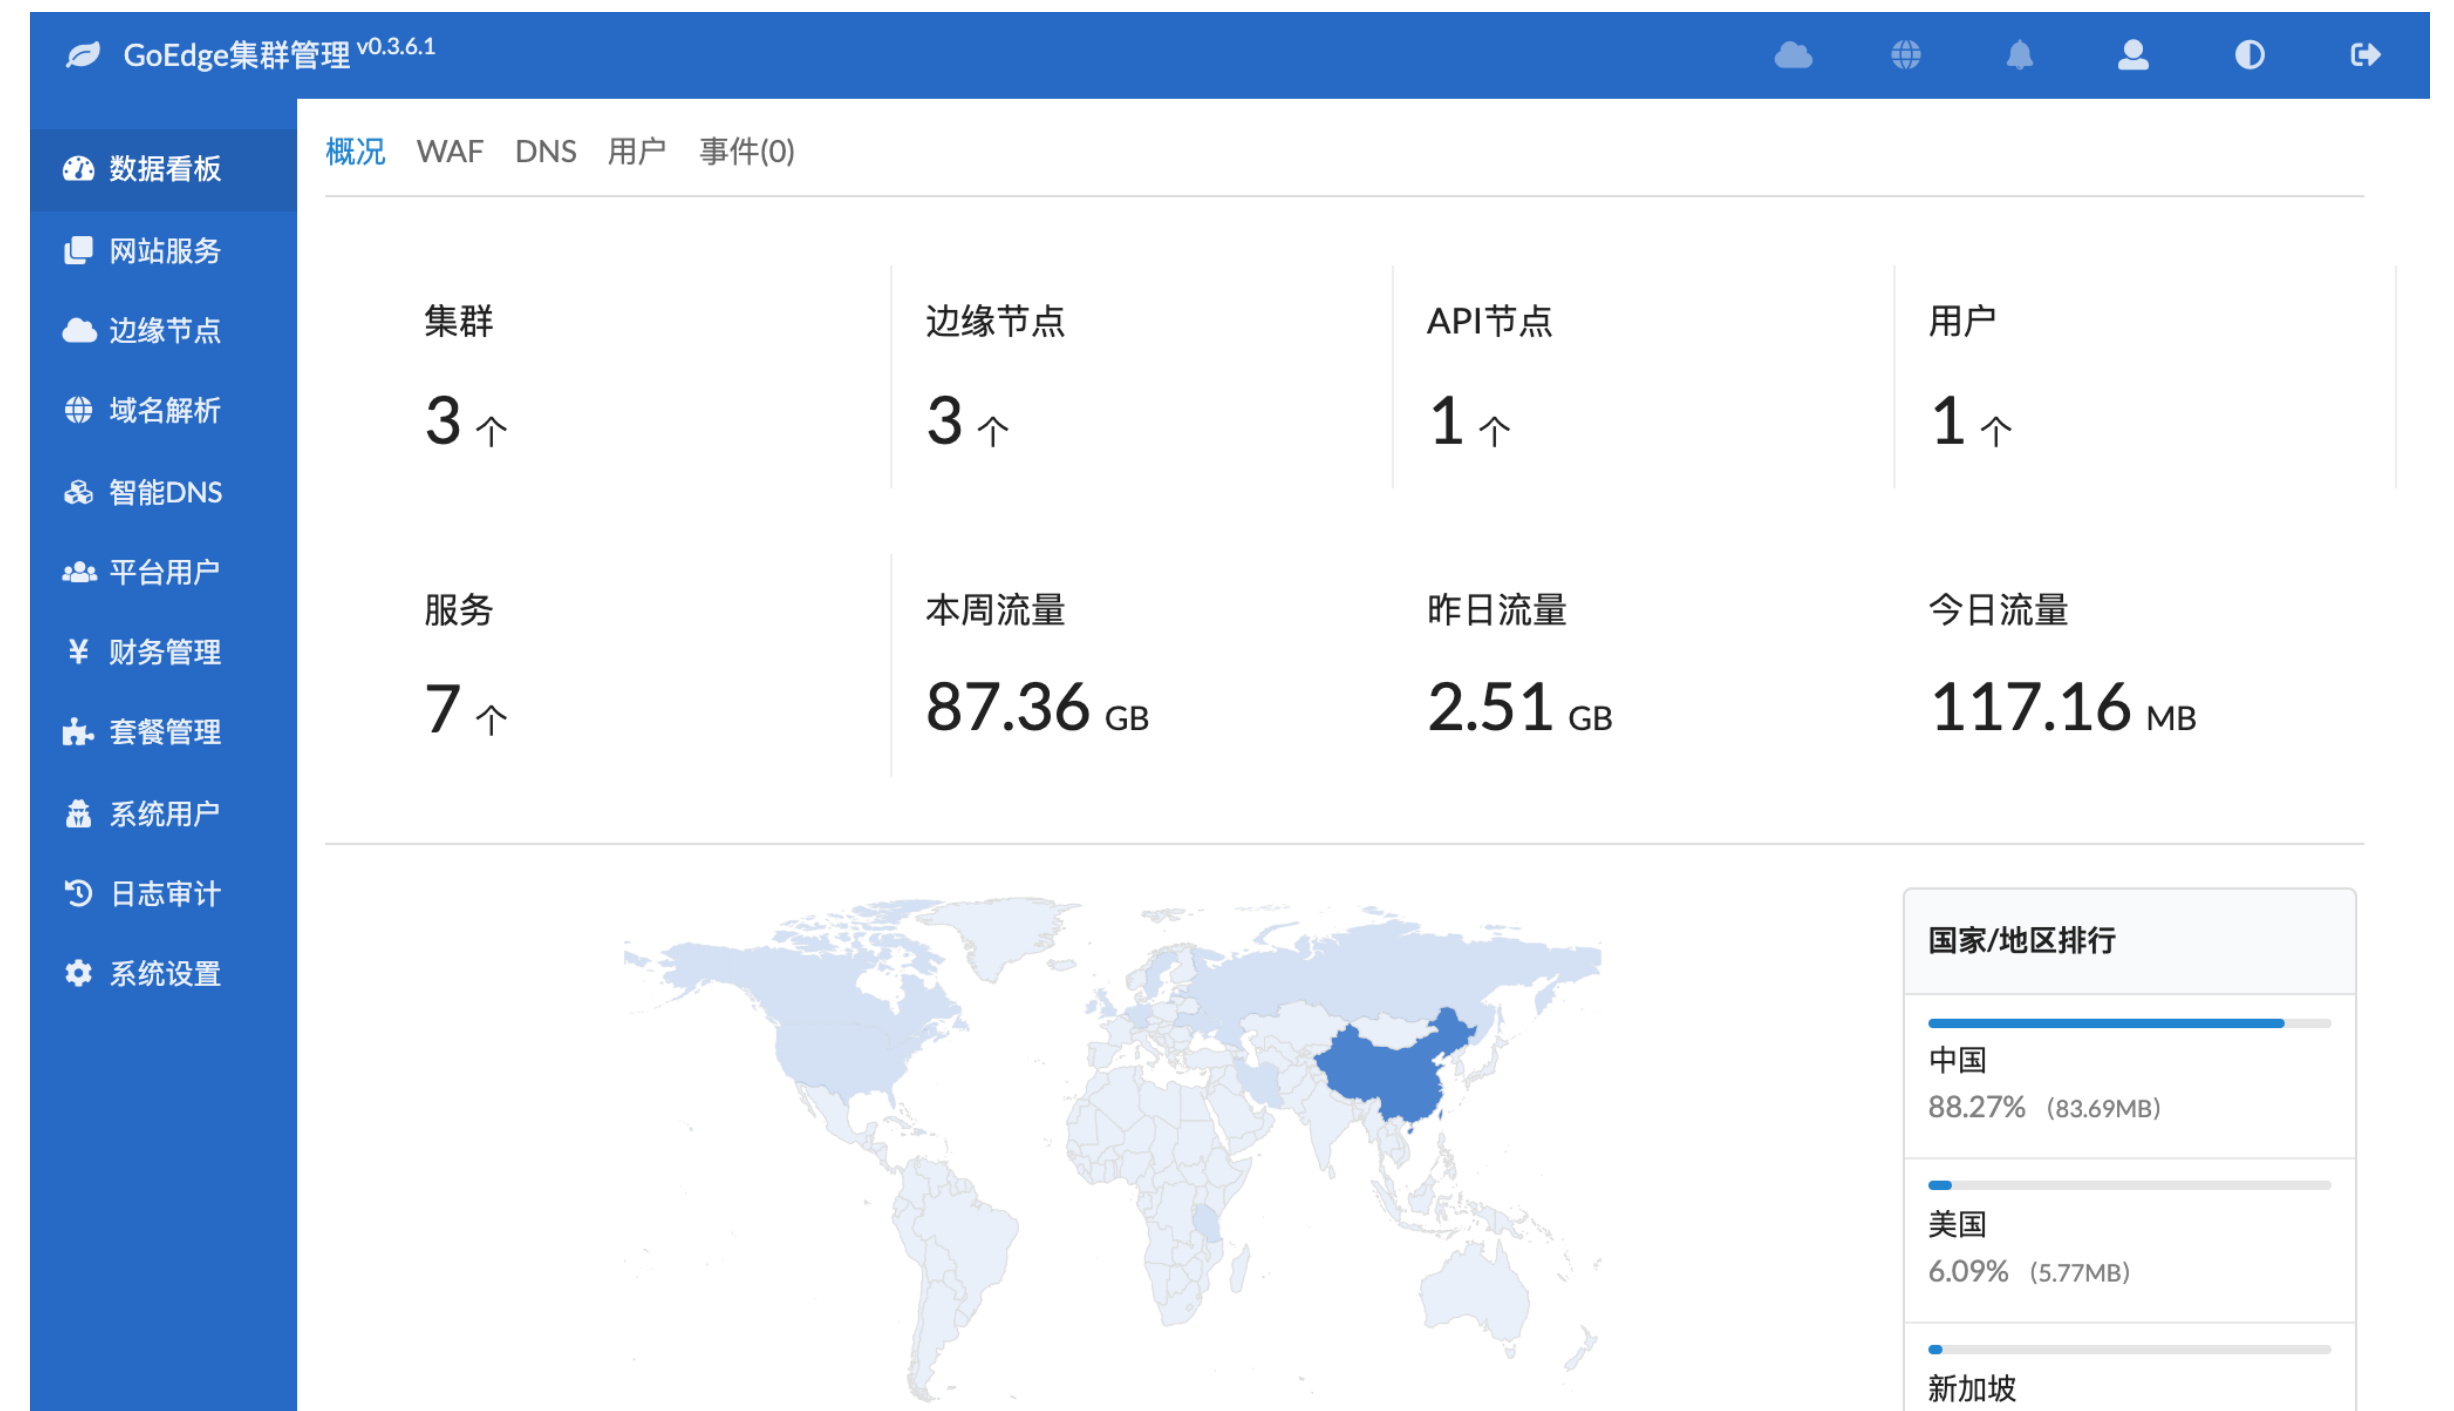 GoEdge集群管理 v0.3.6.1
概况 WAF DNS 用户 事件(0)
数据看板
网站服务
边缘节点
域名解析
智能DNS
平台用户
¥ 财务管理
套餐管理
系统用户
日志审计
系统设置
集群 边缘节点 API节点 用户
3 个 3 个 1 个 1 个
服务 本周流量 昨日流量 今日流量
7 个 87.36 GB 2.51 GB 117.16 MB
国家/地区排行
中国
88.27% (83.69MB)
美国
6.09% (5.77MB)
新加坡